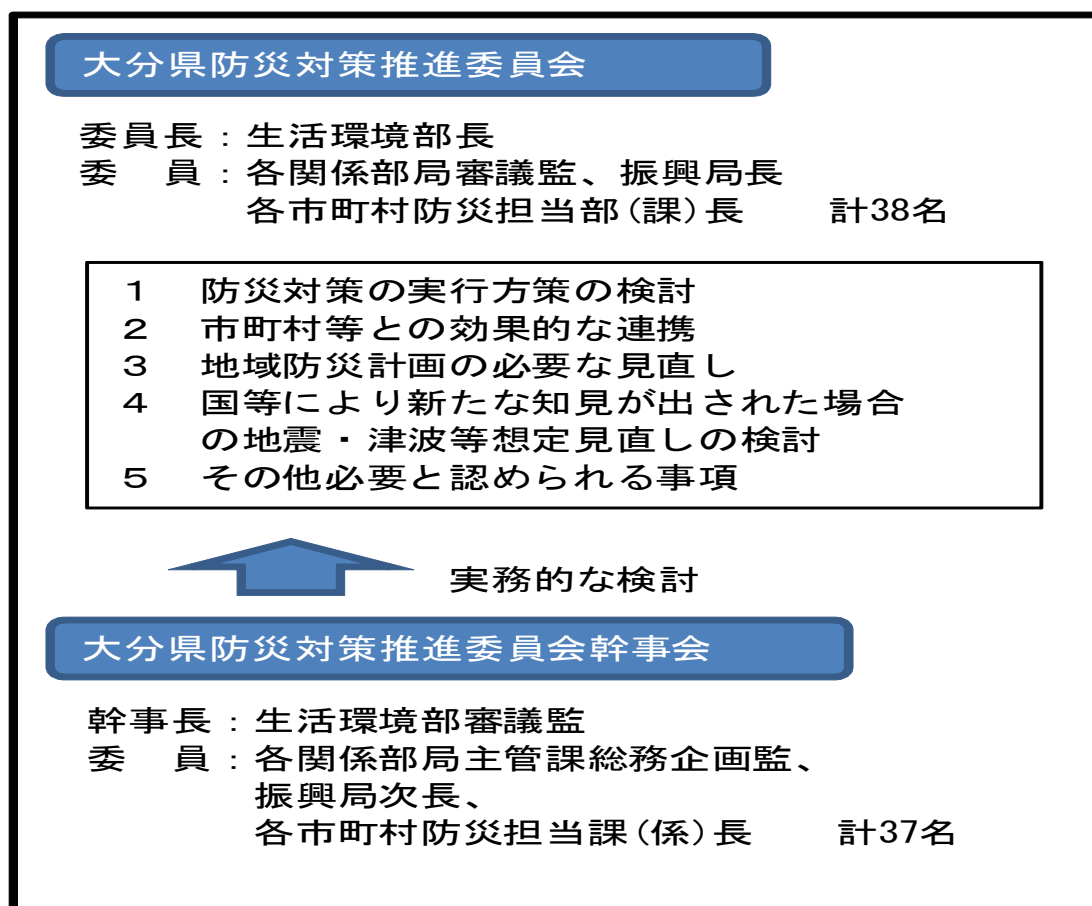 大分県防災対策推進委員会
委員長：生活環境部長
委　員：各関係部局審議監、振興局長
各市町村防災担当部（課）長　　計38名
１　防災対策の実行方策の検討
２　市町村等との効果的な連携
３　地域防災計画の必要な見直し
４　国等により新たな知見が出された場合
の地震・津波等想定見直しの検討
５　その他必要と認められる事項
実務的な検討
大分県防災対策推進委員会幹事会
幹事長：生活環境部審議監
委　員：各関係部局主管課総務企画監、
振興局次長、
各市町村防災担当課（係）長　　計37名